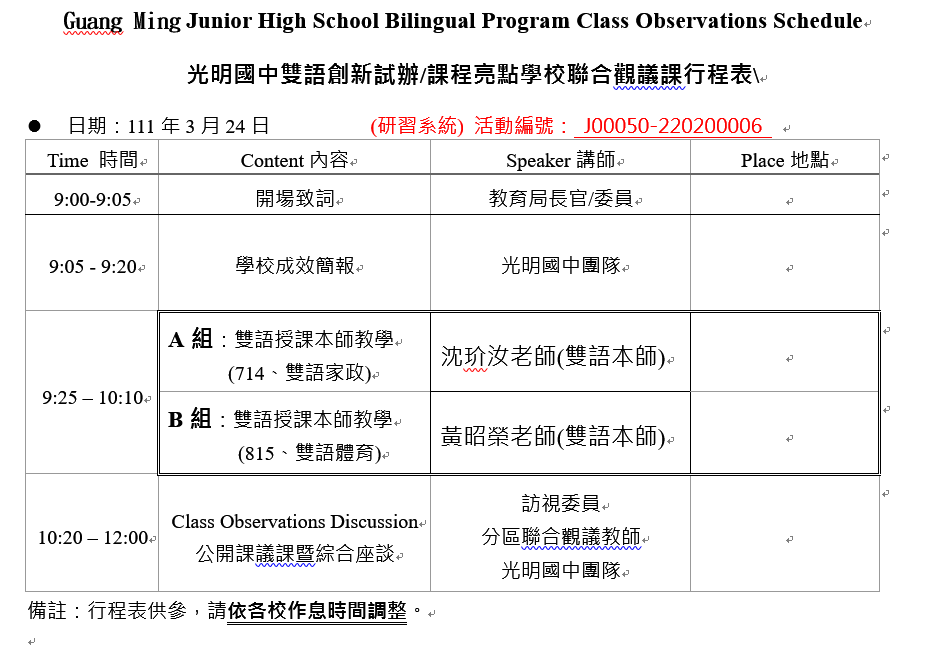 Guang Ming Junior High School Bilingual Program Class Observations Schedule
光明國中雙語創新試辦/課程亮點學校聯合觀議課行程表\
● 日期：111 年 3 月 24 日 (研習系統) 活動編號： J00050-220200006
Time 時間 Content 內容 Speaker 講師 Place 地點
9:00-9:05 開場致詞 教育局長官/委員
9:05 - 9:20 學校成效簡報 光明國中團隊
9:25 – 10:10
A 組：雙語授課本師教學
(714、雙語家政)
沈玠汝老師(雙語本師)
B 組：雙語授課本師教學
(815、雙語體育)
黃昭榮老師(雙語本師)
10:20 – 12:00
Class Observations Discussion
公開課議課暨綜合座談
訪視委員
分區聯合觀議教師
光明國中團隊
備註：行程表供參，請依各校作息時間調整。